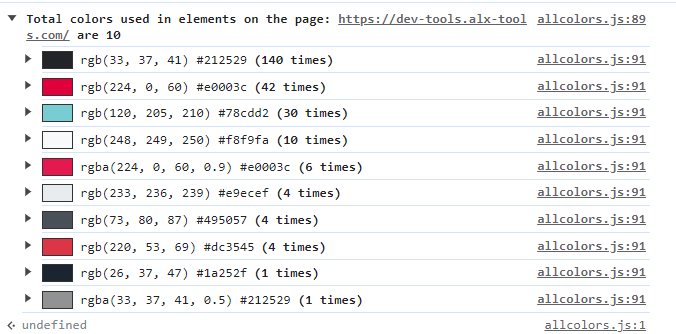 Total colors used in elements on the page: https://dev-tools.alx-tool allcolors.js:89
s.com/ are 10
rgb(33, 37, 41) #212529 (140 times) allcolors.js:91
rgb(224, 0, 60) #e0003c (42 times) allcolors.js:91
rgb(120, 205, 210) #78cdd2 (30 times) allcolors.js:91
rgb(248, 249, 250) #f8f9fa (10 times) allcolors.js:91
rgba(224, 0, 60, 0.9) #e0003c (6 times) allcolors.js:91
rgb(233, 236, 239) #e9ecef (4 times) allcolors.js:91
rgb(73, 80, 87) #495057 (4 times) allcolors.js:91
rgb(220, 53, 69) #dc3545 (4 times) allcolors.js:91
rgb(26, 37, 47) #1a252f (1 times) allcolors.js:91
rgba(33, 37, 41, 0.5) #212529 (1 times) allcolors.js:91
undefined allcolors.js:1